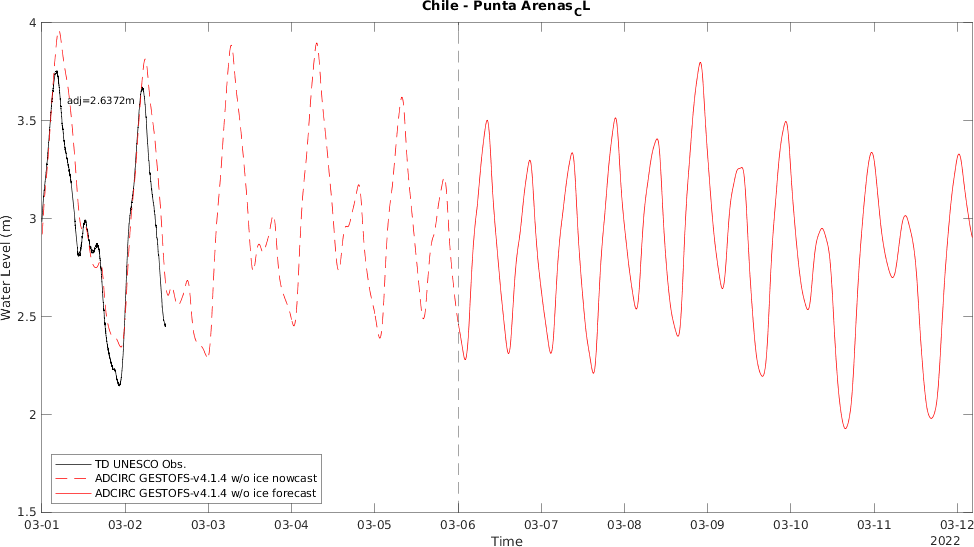 Chile - Punta Arenas_CL
4
3.5
3
2.5
2
1.5
Water Level (m)
adj=2.6372m
TD UNESCO Obs.
ADCIRC GESTOFS-v4.1.4 w/o ice nowcast
ADCIRC GESTOFS-v4.1.4 w/o ice forecast
03-01 03-02 03-03 03-04 03-05 03-06 03-07 03-08 03-09 03-10 03-11 03-12
Time
2022